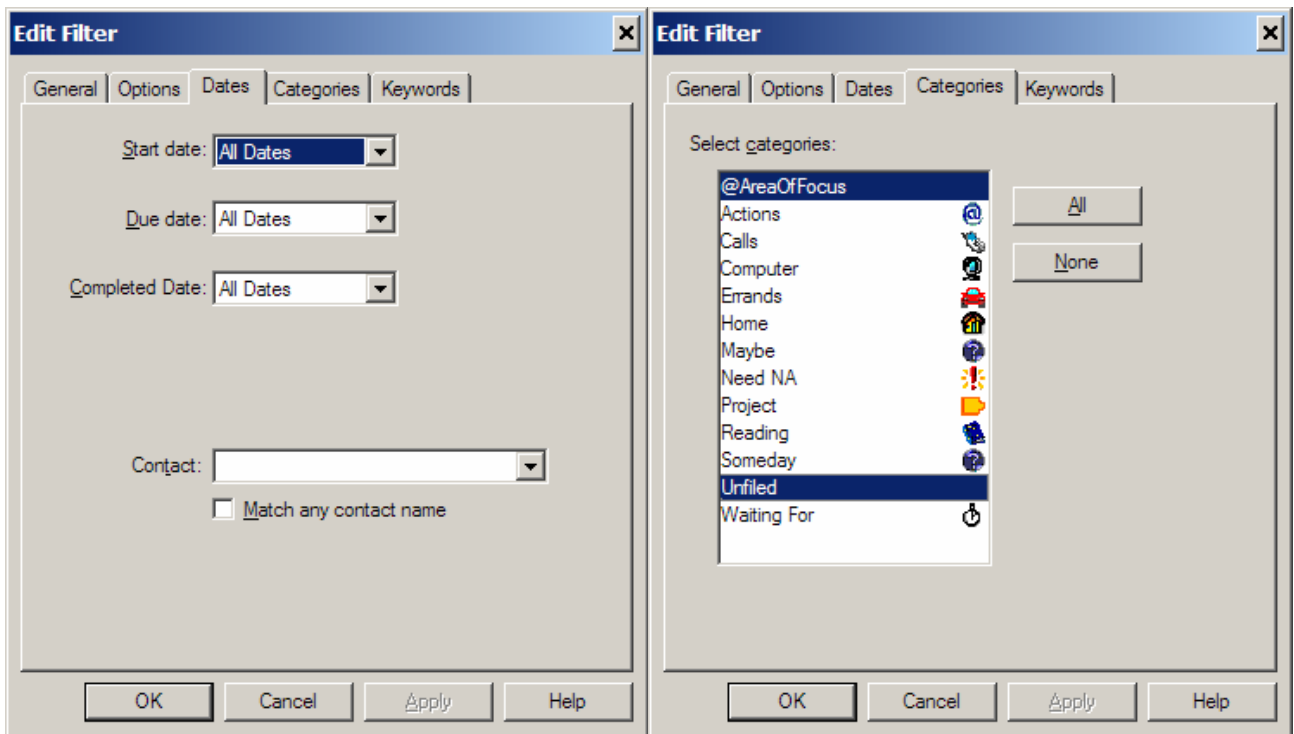 Edit Filter
General Options Dates Categories Keywords
Start date: All Dates
Due date: All Dates
Completed Date: All Dates
Contact:
Match any contact name
OK Cancel Apply Help
Edit Filter
General Options Dates Categories Keywords
Select categories:
@AreaOfFocus
Actions
Calls
Computer
Errands
Home
Maybe
Need NA
Project
Reading
Someday
Unfiled
Waiting For
All
None
OK Cancel Apply Help